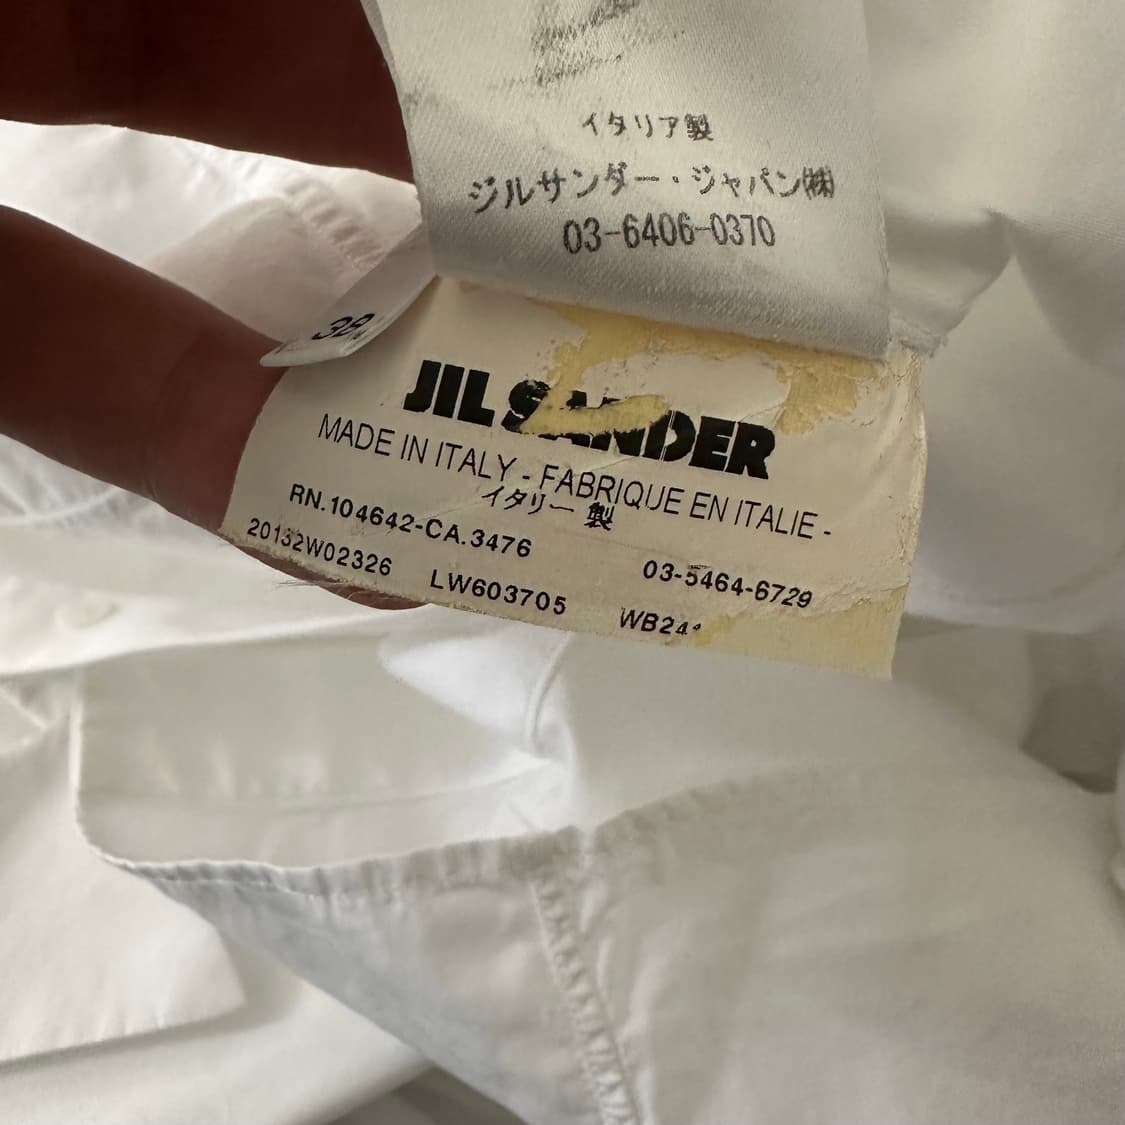 イタリア製
ジルサンダー・ジャパン㈱
03-6406-0370
38
JIL SANDER
MADE IN ITALY - FABRIQUE EN ITALIE -
イタリー 製
RN.104642-CA.3476 03-5464-6729
20132W02326 LW603705 WB24